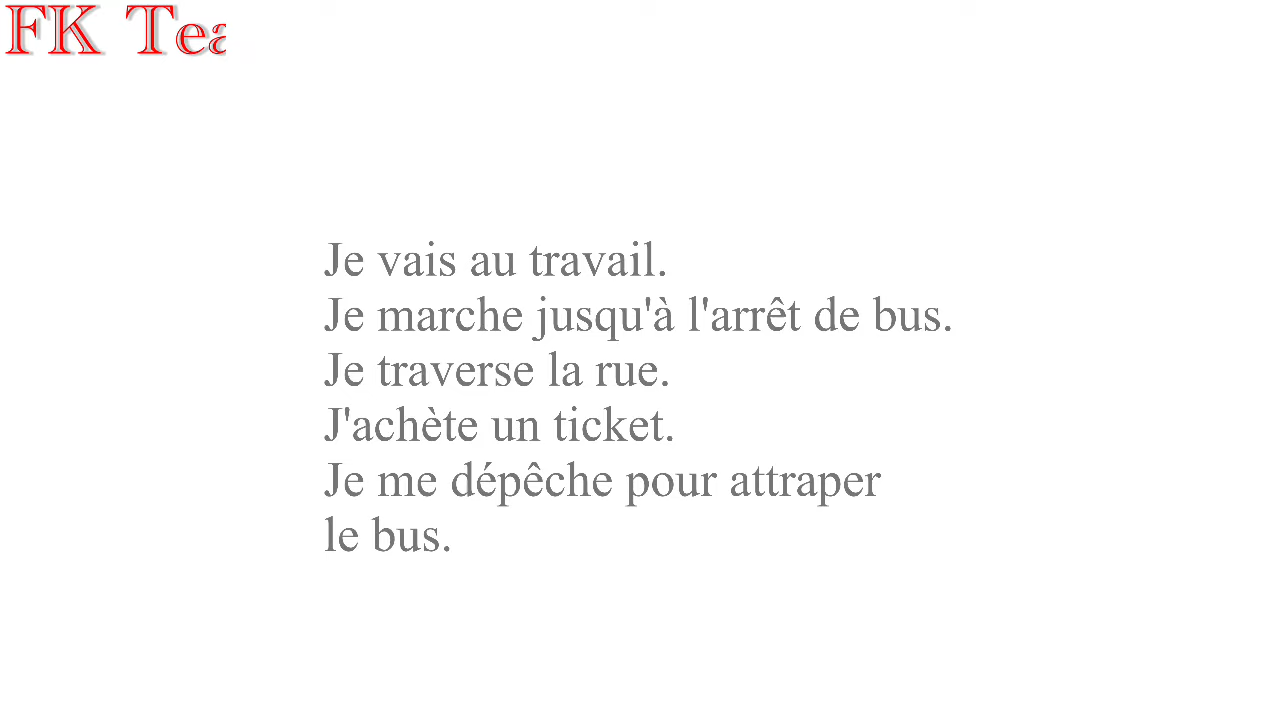 FK Tea
Je vais au travail.
Je marche jusqu'à l'arrêt de bus.
Je traverse la rue.
J'achète un ticket.
Je me dépêche pour attraper
le bus.